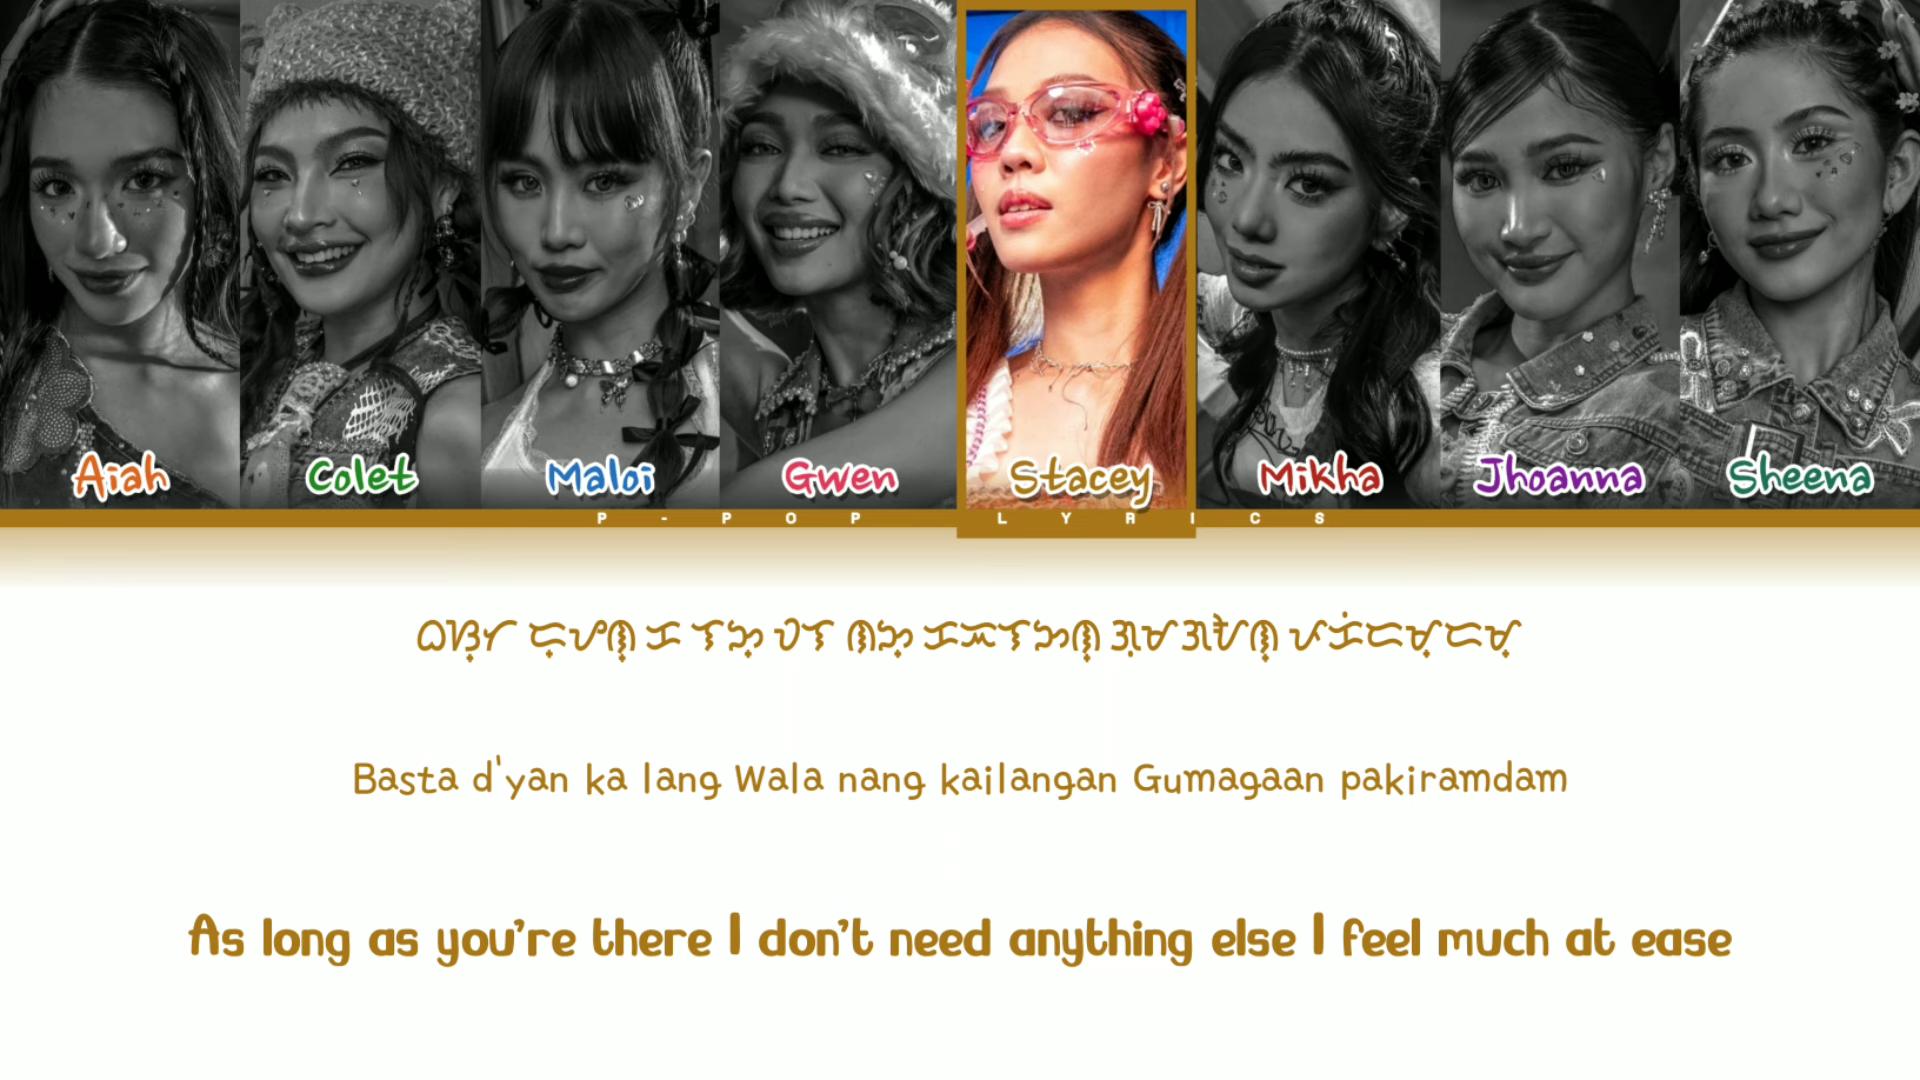 Aiah Colet Maloi Gwen Stacey Mikha Jhoanna Sheena
P - P O P L Y R I C S
Basta d'yan ka lang Wala nang kailangan Gumagaan pakiramdam
As long as you're there I don't need anything else I feel much at ease